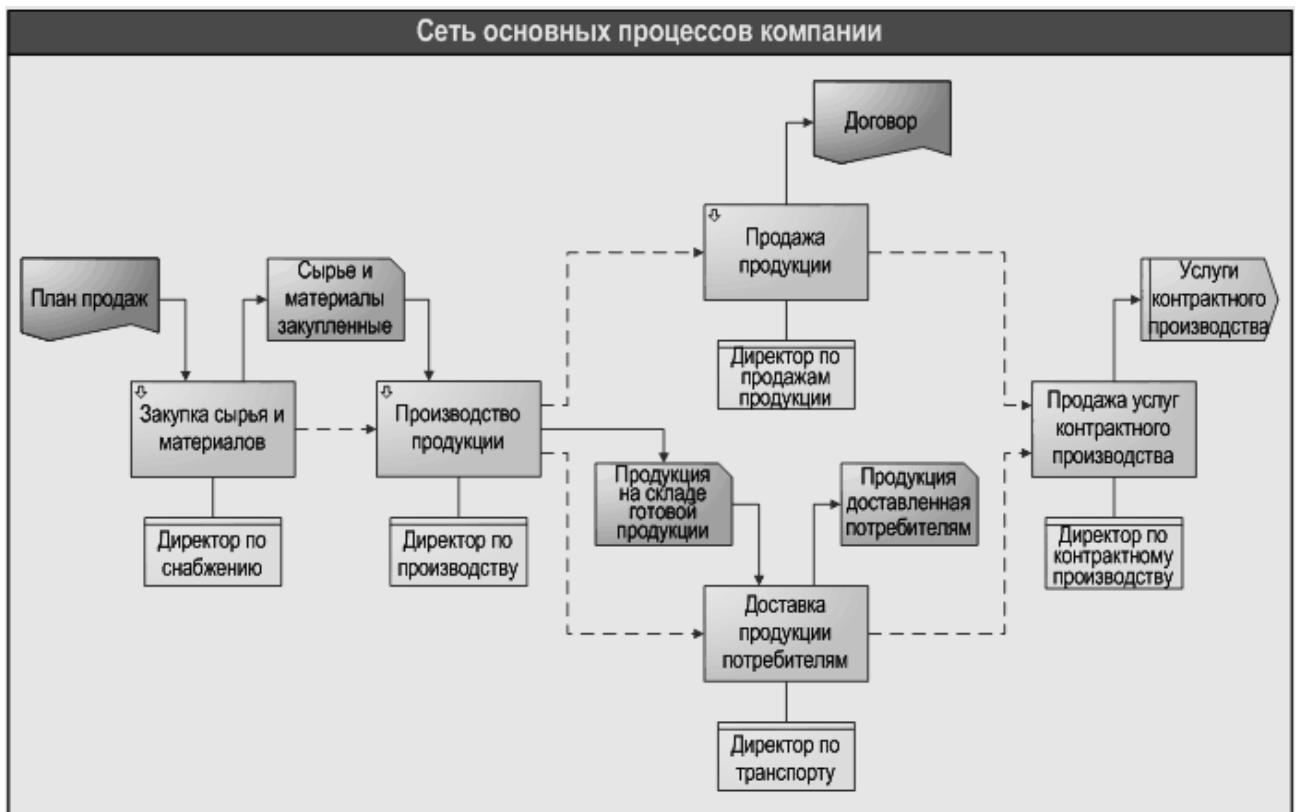 Сеть основных процессов компании
Договор
Продажа
продукции
Директор по
продажам
продукции
План продаж
Сырье и
материалы
закупленные
Услуги
контрактного
производства
Закупка сырья и
материалов
Производство
продукции
Продажа услуг
контрактного
производства
Продукция
на складе
готовой
продукции
Продукция
доставленная
потребителям
Директор по
снабжению
Директор по
производству
Директор по
контрактному
производству
Доставка
продукции
потребителям
Директор по
транспорту